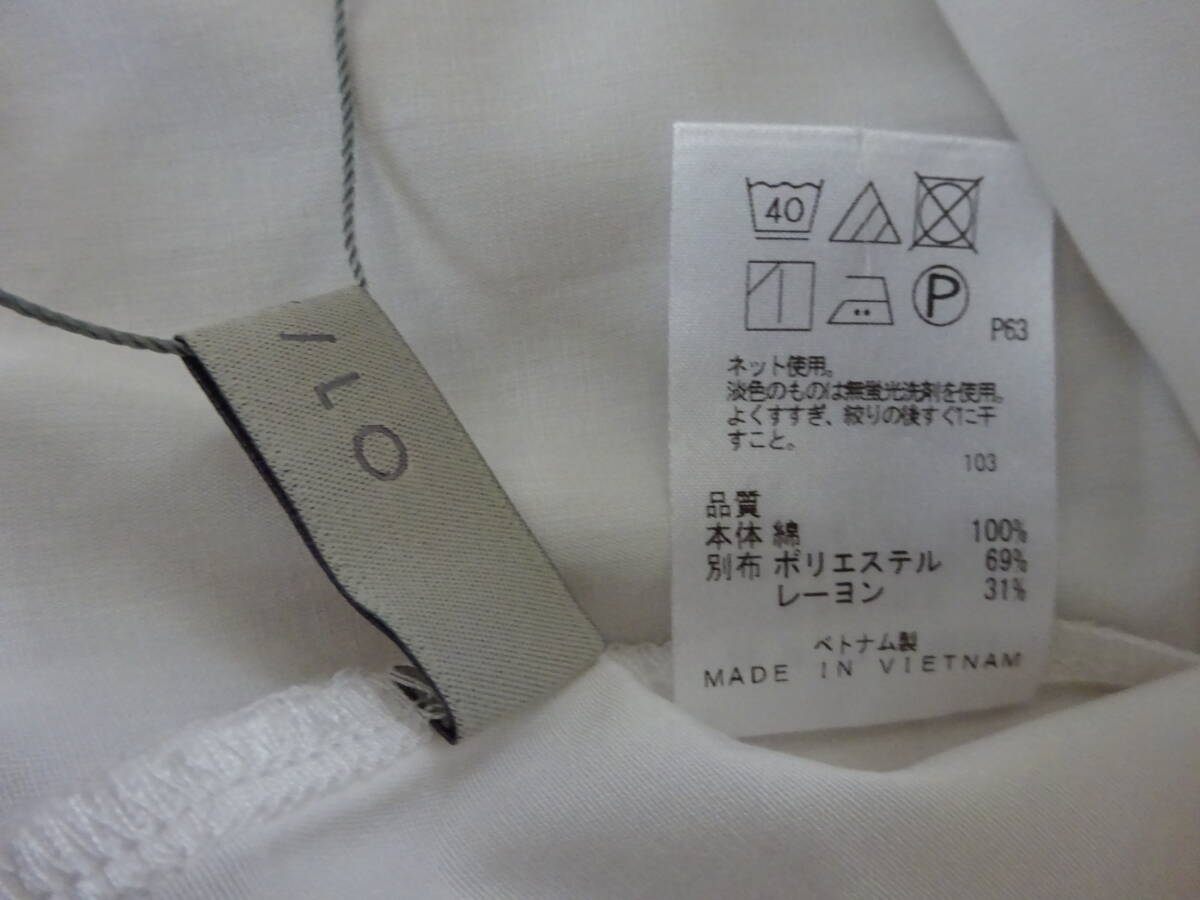 ILO
40
P
P63
ネット使用。
淡色のものは無蛍光洗剤を使用。
よくすすぎ、絞りの後すぐに干
すこと。
103
品質
本体 綿 100%
別布 ポリエステル 69%
レーヨン 31%
ベトナム製
MADE IN VIETNAM